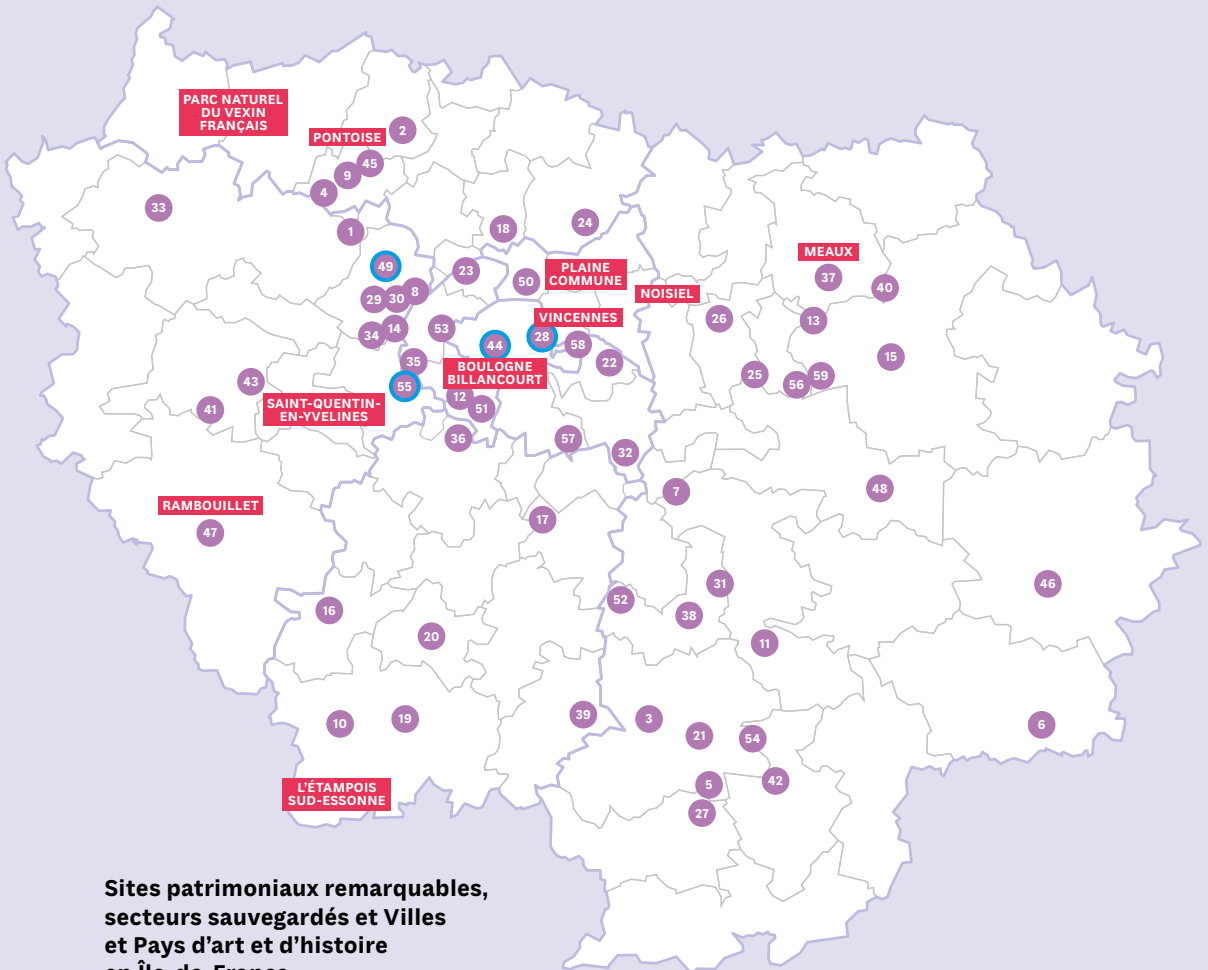 PARC NATUREL
DU VEXIN
FRANÇAIS
PONTOISE
2
45
9
4
33
1
18
24
49
23
50
PLAINE
COMMUNE
MEAUX
37
40
NOISIEL
29
30
8
26
13
VINCENNES
34
14
53
44
28
58
22
15
35
55
BOULOGNE
BILLANCOURT
25
56
59
43
41
SAINT-QUENTIN-
EN-YVELINES
12
51
36
57
32
RAMBOUILLET
47
7
48
17
31
46
16
52
38
20
11
10
19
39
3
21
54
6
5
42
27
L'ÉTAMPOIS
SUD-ESSONNE
Sites patrimoniaux remarquables,
secteurs sauvegardés et Villes
et Pays d'art et d'histoire
en Île-de-France